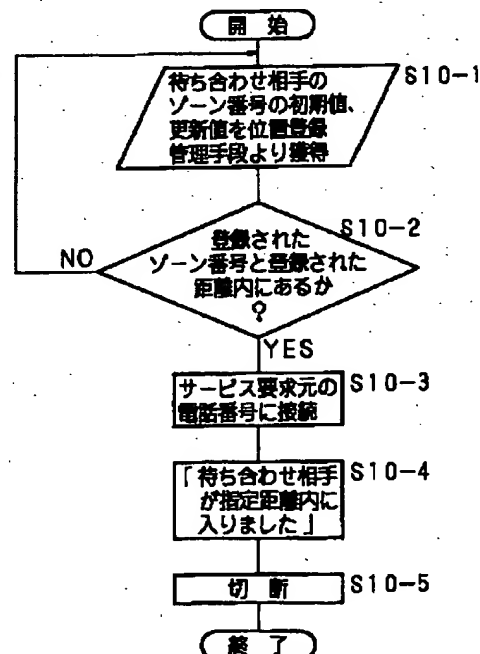 開 始
S10-1
待ち合わせ相手の
ゾーン番号の初期値、
更新値を位置登録
管理手段より獲得
S10-2
登録された
ゾーン番号と登録された
距離内にあるか
?
NO
YES
サービス要求元の
電話番号に接続
S10-3
「待ち合わせ相手
が指定距離内に
入りました」
S10-4
切 断
S10-5
終 了